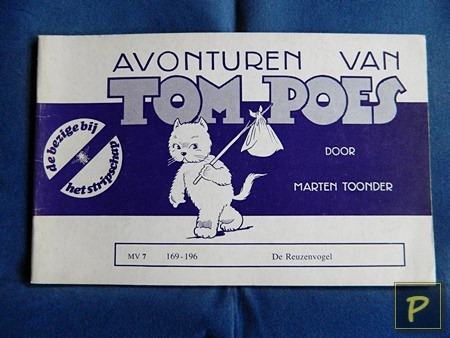 AVONTUREN VAN
TOM POES
de bezige bij
het stripschap
DOOR
MARTEN TOONDER
MV 7 169-196 De Reuzenvogel
P